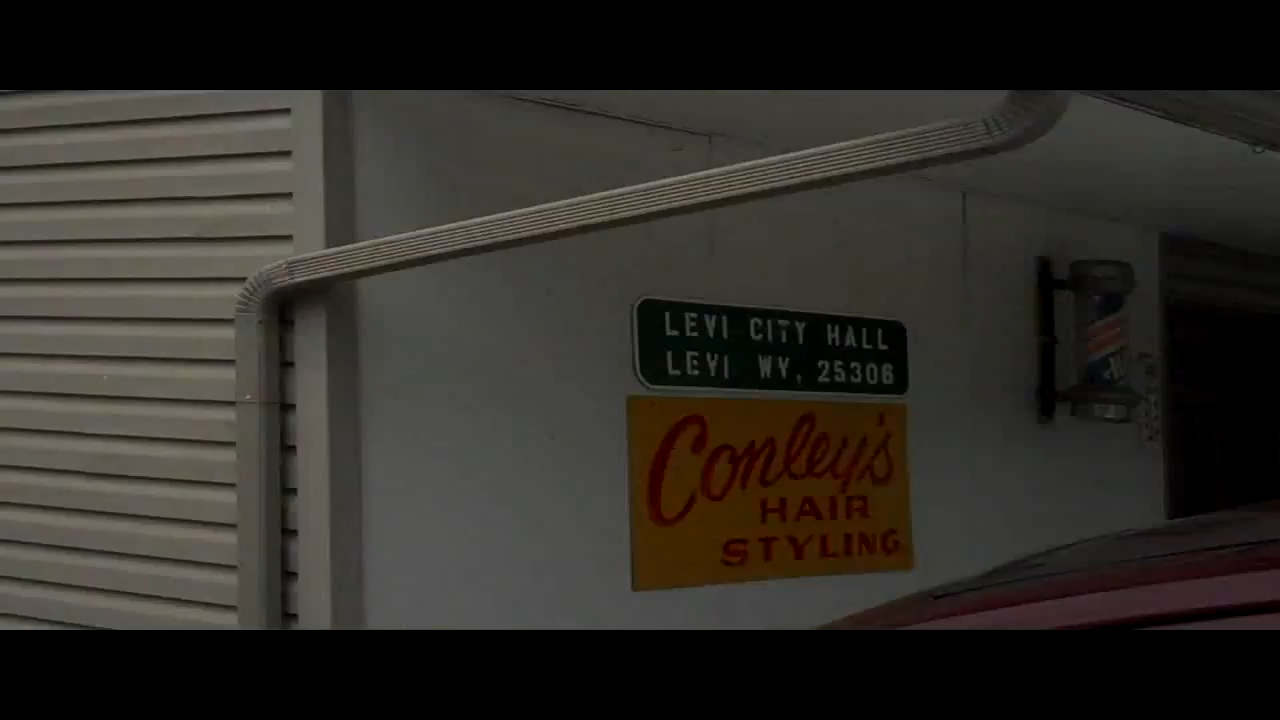 LEVI CITY HALL
LEVI WV, 25306
Conley's
HAIR
STYLING